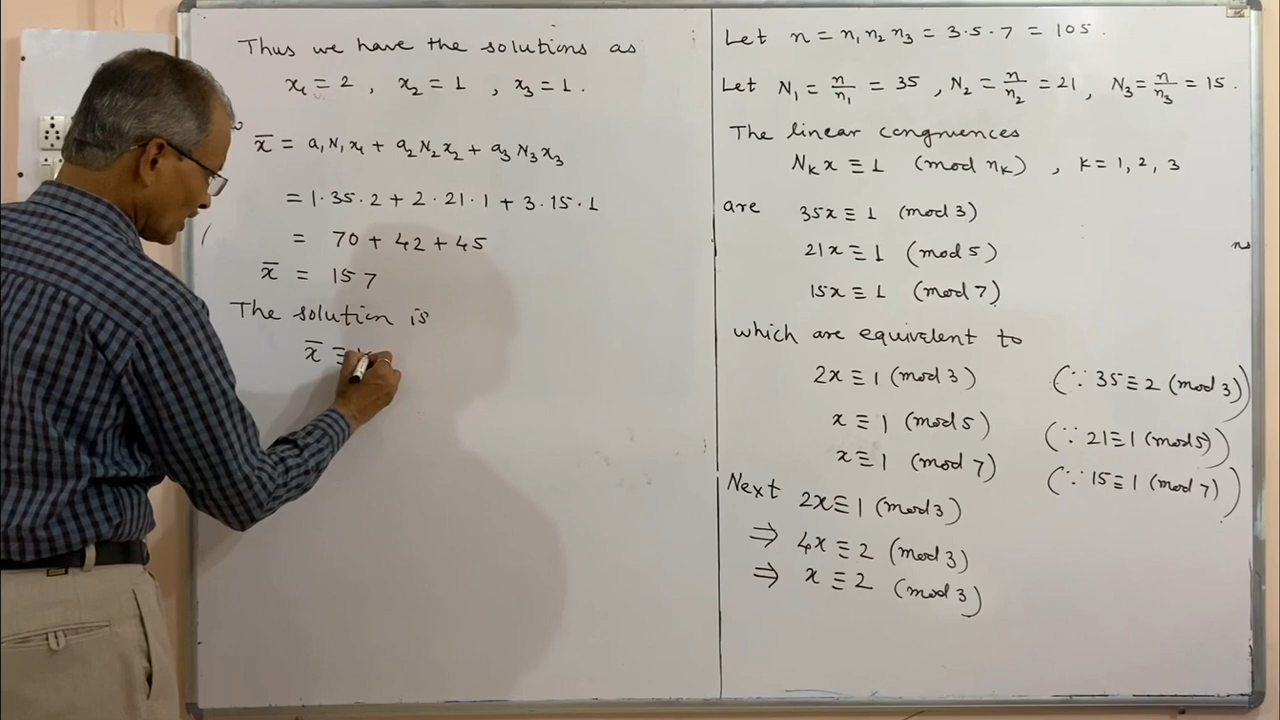 Thus we have the solutions as
x₁ = 2 , x₂ = 1 , x₃ = 1 .
x̄ = a₁N₁x₁ + a₂N₂x₂ + a₃N₃x₃
= 1·35·2 + 2·21·1 + 3·15·1
= 70 + 42 + 45
x̄ = 157
The solution is
x̄ ≡
Let n = n₁n₂n₃ = 3·5·7 = 105.
Let N₁ = n/n₁ = 35 , N₂ = n/n₂ = 21 , N₃ = n/n₃ = 15 .
The linear congruences
Nₖ x ≡ 1 (mod nₖ) , k = 1, 2, 3
are 35x ≡ 1 (mod 3)
21x ≡ 1 (mod 5)
15x ≡ 1 (mod 7)
which are equivalent to
2x ≡ 1 (mod 3) (∵ 35 ≡ 2 (mod 3))
x ≡ 1 (mod 5) (∵ 21 ≡ 1 (mod 5))
x ≡ 1 (mod 7) (∵ 15 ≡ 1 (mod 7))
Next 2x ≡ 1 (mod 3)
⇒ 4x ≡ 2 (mod 3)
⇒ x ≡ 2 (mod 3)